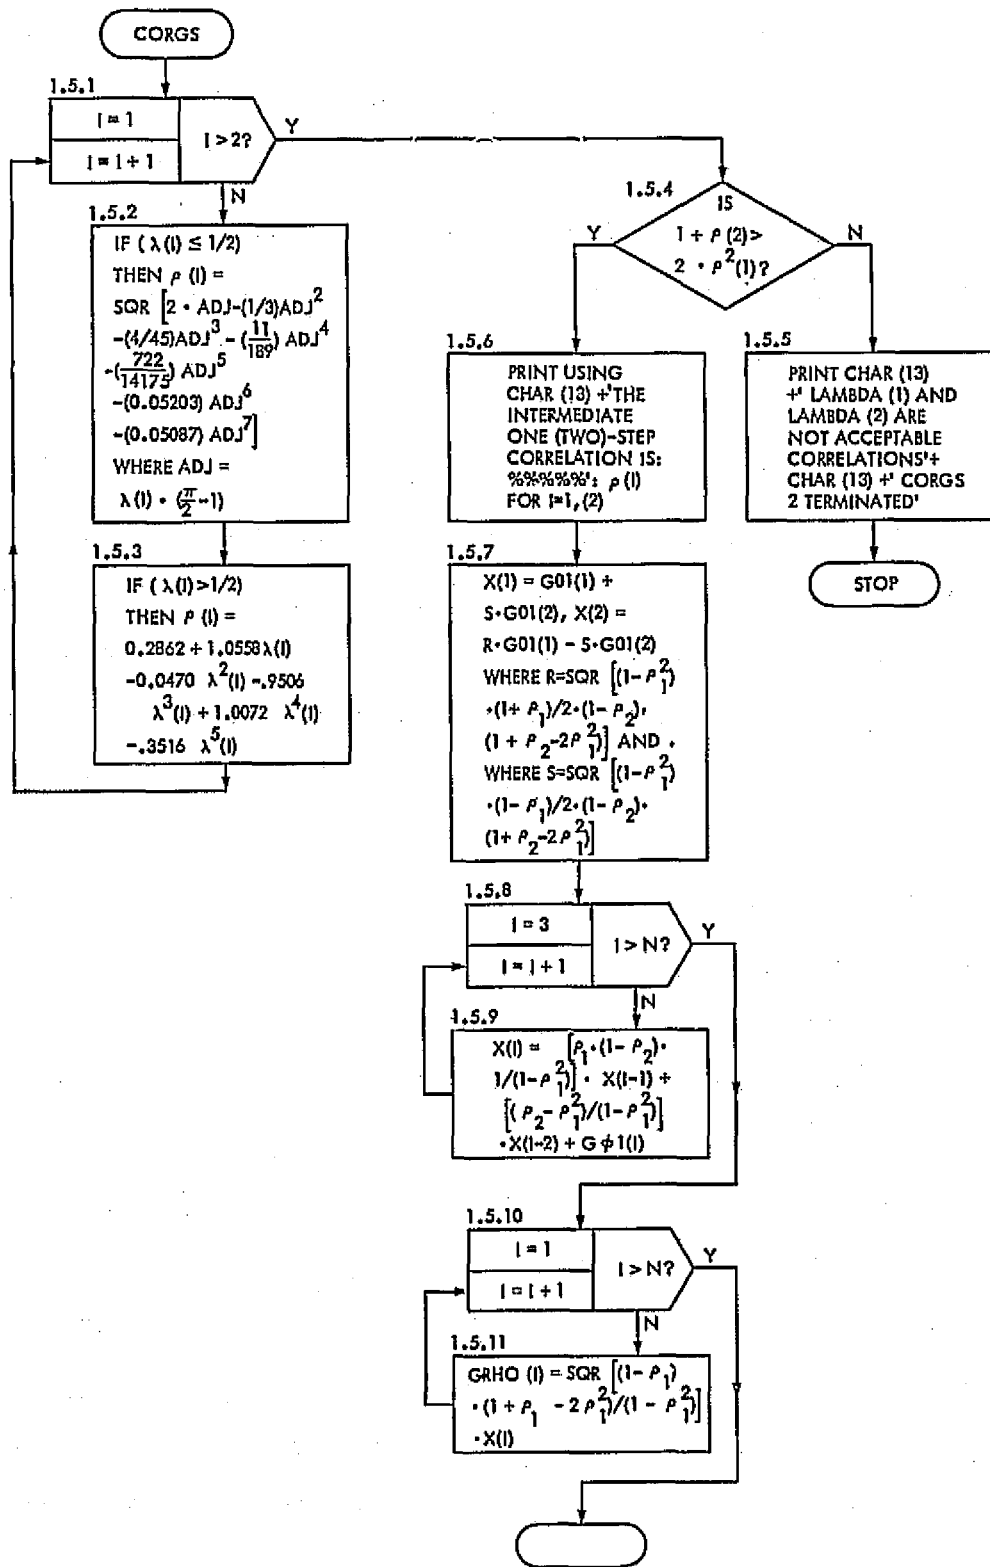 CORGS
1.5.1
I = 1
I = I + 1
I > 2?
Y
N
1.5.2
IF ( λ(I) ≤ 1/2)
THEN ρ (I) =
SQR [2 • ADJ-(1/3)ADJ²
-(4/45)ADJ³ - (11/189) ADJ⁴
-(722/14175) ADJ⁵
-(0.05203) ADJ⁶
-(0.05087) ADJ⁷]
WHERE ADJ =
λ(I) • (π/2 -1)
1.5.3
IF ( λ(I)>1/2)
THEN ρ (I) =
0.2862 + 1.0558λ(I)
-0.0470 λ²(I) -.9506
λ³(I) + 1.0072 λ⁴(I)
-.3516 λ⁵(I)
1.5.4
IS
1 + ρ (2)>
2 • ρ²(1)?
Y
N
1.5.5
PRINT CHAR (13)
+' LAMBDA (1) AND
LAMBDA (2) ARE
NOT ACCEPTABLE
CORRELATIONS'+
CHAR (13) +' CORGS
2 TERMINATED'
STOP
1.5.6
PRINT USING
CHAR (13) +'THE
INTERMEDIATE
ONE (TWO)-STEP
CORRELATION IS:
%%%%%': ρ(I)
FOR I=1,(2)
1.5.7
X(1) = G01(1) +
S•G01(2), X(2) =
R•G01(1) - S•G01(2)
WHERE R=SQR [(1-ρ₁²)
•(1+ ρ₁)/2•(1-ρ₂)•
(1 + ρ₂-2ρ₁²)] AND
WHERE S=SQR [(1-ρ₁²)
•(1-ρ₁)/2•(1-ρ₂)•
(1+ ρ₂-2ρ₁²)]
1.5.8
I = 3
I = I + 1
I > N?
Y
N
1.5.9
X(I) = [ρ₁•(1-ρ₂)•
1/(1-ρ₁²)] • X(I-1) +
[( ρ₂- ρ₁²)/(1-ρ₁²)]
•X(I-2) + Gϕ1(I)
1.5.10
I = 1
I = I + 1
I > N?
Y
N
1.5.11
GRHO (I) = SQR [(1-ρ₁)
•(1 + ρ₁ - 2ρ₁²)/(1 - ρ₁²)]
•X(I)